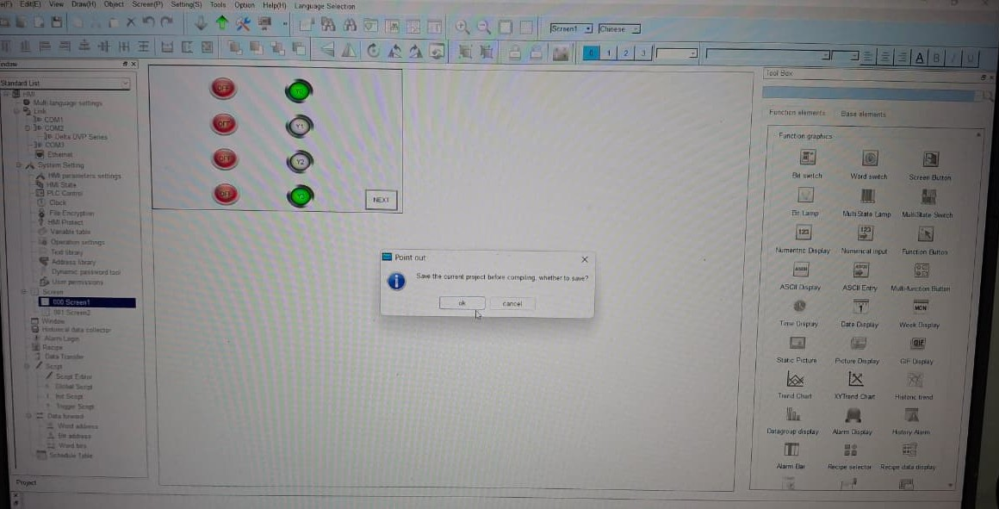 Edit(E) View Draw(H) Object Screen(P) Setting(S) Tools Option Help(H) Language Selection
Screen1 Chinese
0 1 2 3 A B I U
Tool Box
Standard List
HMI
Multi-language settings
Link
COM1
COM2
Delta DVP Series
COM3
Ethernet
System Setting
HMI parameters settings
HMI State
PLC Control
Clock
File Encryption
HMI Protect
Variable table
Operation settings
Text library
Address library
Dynamic password tool
User permissions
Screen
000 Screen1
001 Screen2
Window
Historical data collector
Alarm Login
Recipe
Data Transfer
Script
Script Editor
Global Script
Init Script
Trigger Script
Data forward
Word address
Bit address
Schedule Table
Project
OFF
OFF Y1
OFF Y2
OFF
NEXT
Point out
Save the current project before compiling, whether to save?
ok cancel
Function elements Base elements
Function graphics
Bit switch Word switch Screen Button
Bit Lamp Multi State Lamp MultiState Switch
123 123
Numentric Display Numerical input Function Button
ASCII ASCII
ASCII Display ASCII Entry Multi-function Button
MON
Time Display Date Display Week Display
GIF
Static Picture Picture Display GIF Display
Trend Chart XYTrend Chart Historic trend
Datagroup display Alarm Display History Alarm
Alarm Bar Recipe selector Recipe data display